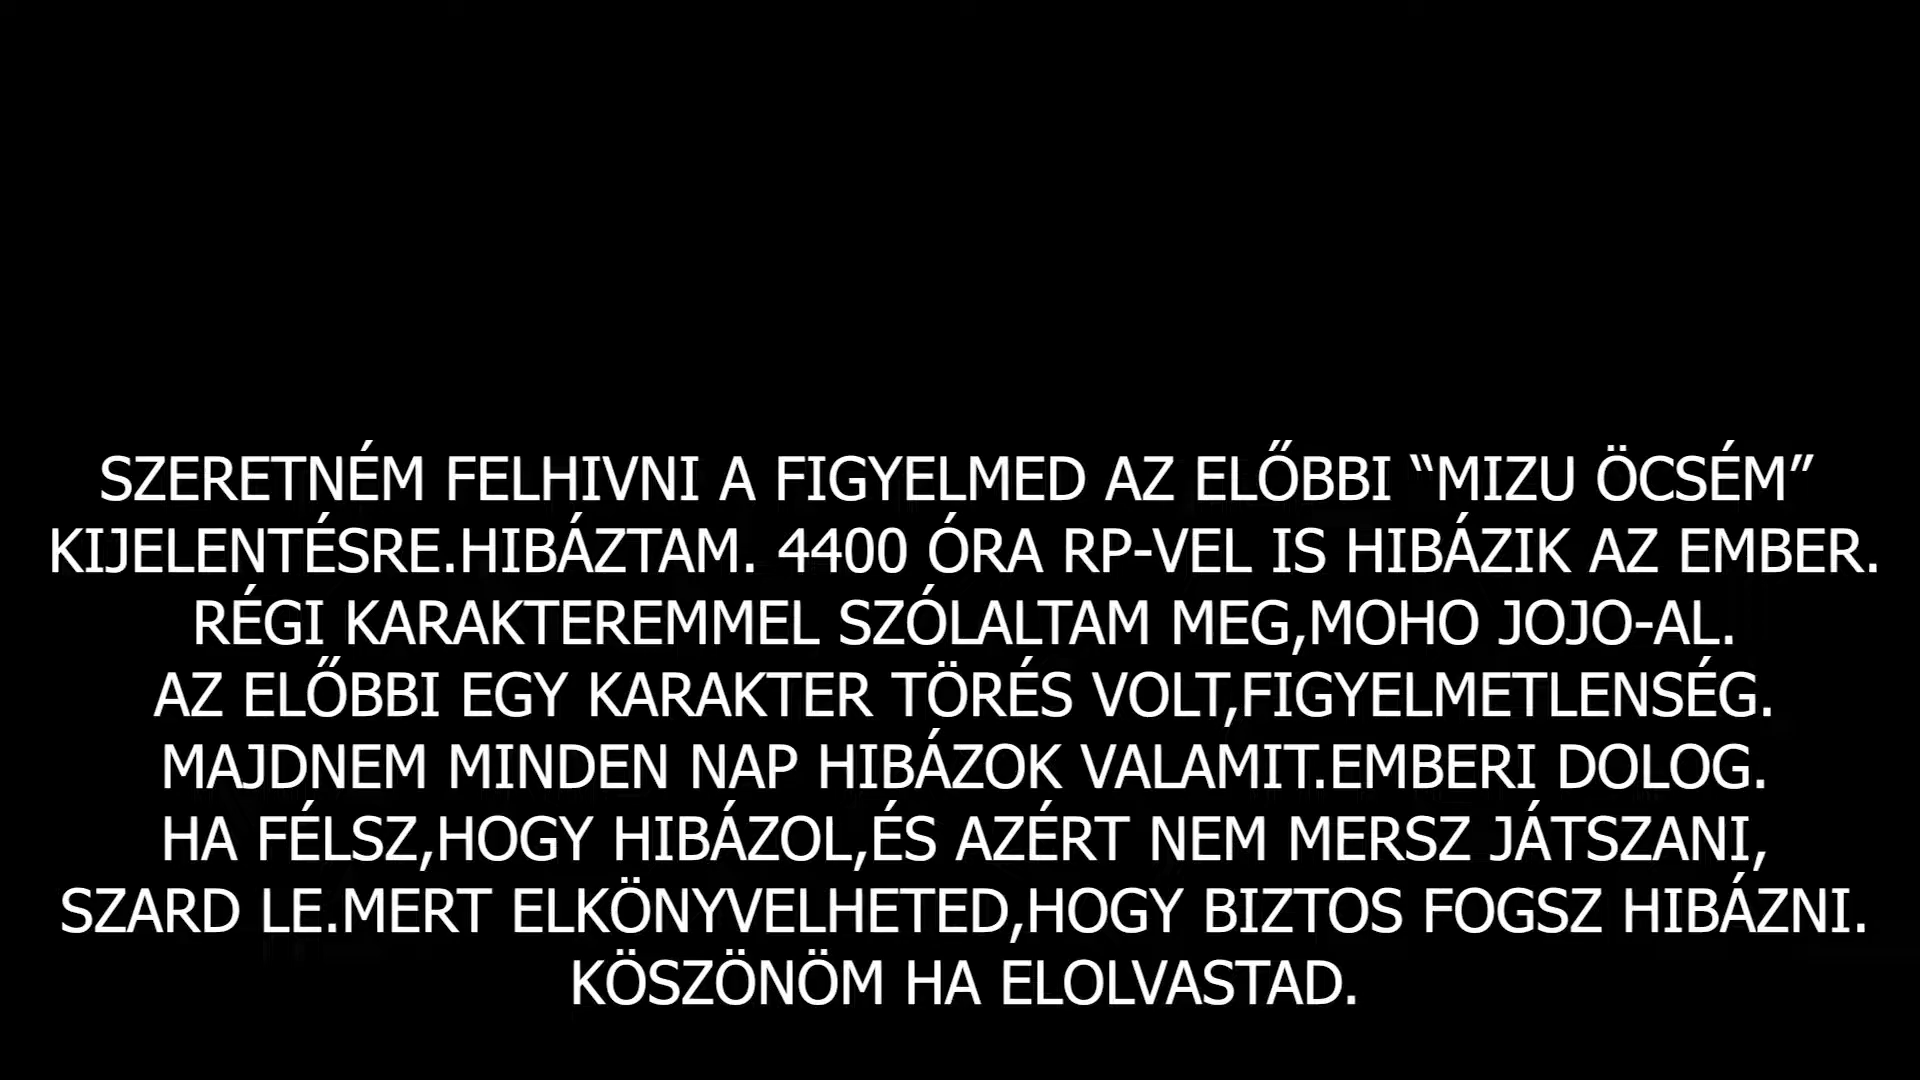 SZERETNÉM FELHIVNI A FIGYELMED AZ ELŐBBI “MIZU ÖCSÉM”
KIJELENTÉSRE.HIBÁZTAM. 4400 ÓRA RP-VEL IS HIBÁZIK AZ EMBER.
RÉGI KARAKTEREMMEL SZÓLALTAM MEG,MOHO JOJO-AL.
AZ ELŐBBI EGY KARAKTER TÖRÉS VOLT,FIGYELMETLENSÉG.
MAJDNEM MINDEN NAP HIBÁZOK VALAMIT.EMBERI DOLOG.
HA FÉLSZ,HOGY HIBÁZOL,ÉS AZÉRT NEM MERSZ JÁTSZANI,
SZARD LE.MERT ELKÖNYVELHETED,HOGY BIZTOS FOGSZ HIBÁZNI.
KÖSZÖNÖM HA ELOLVASTAD.